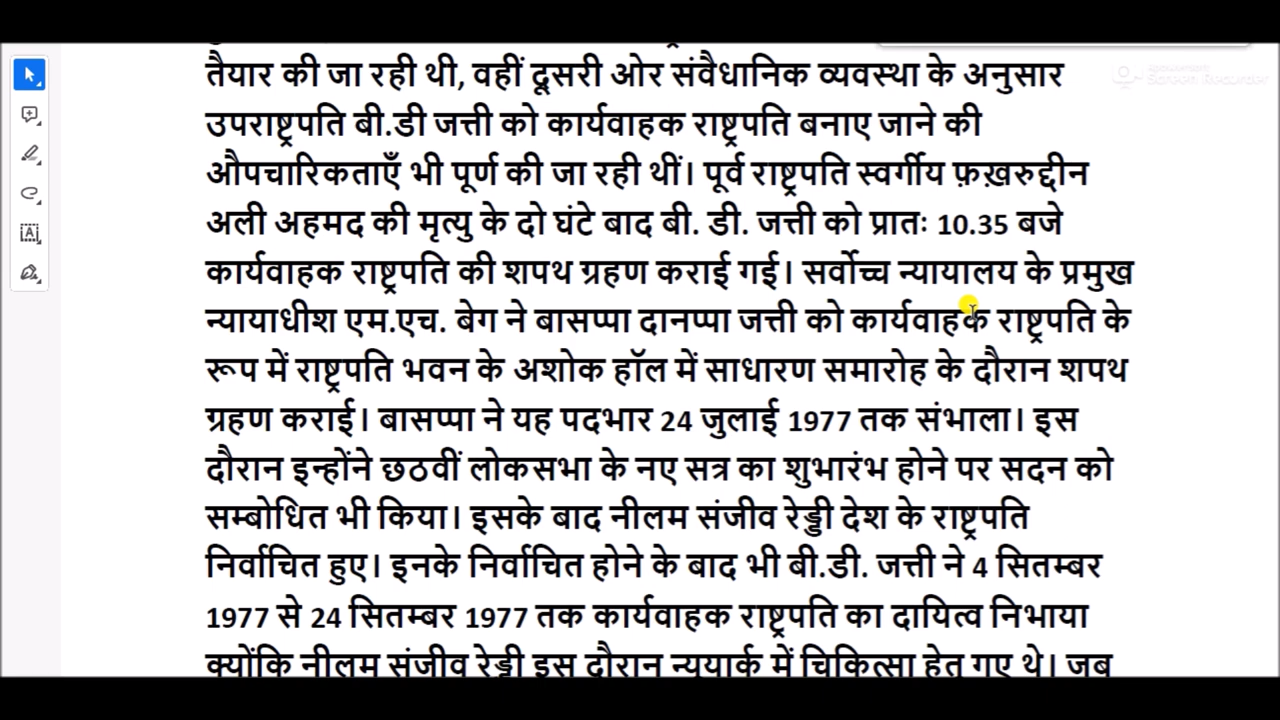 तैयार की जा रही थी, वहीं दूसरी ओर संवैधानिक व्यवस्था के अनुसार
उपराष्ट्रपति बी.डी जत्ती को कार्यवाहक राष्ट्रपति बनाए जाने की
औपचारिकताएँ भी पूर्ण की जा रही थीं। पूर्व राष्ट्रपति स्वर्गीय फ़ख़रुद्दीन
अली अहमद की मृत्यु के दो घंटे बाद बी. डी. जत्ती को प्रातः 10.35 बजे
कार्यवाहक राष्ट्रपति की शपथ ग्रहण कराई गई। सर्वोच्च न्यायालय के प्रमुख
न्यायाधीश एम.एच. बेग ने बासप्पा दानप्पा जत्ती को कार्यवाहक राष्ट्रपति के
रूप में राष्ट्रपति भवन के अशोक हॉल में साधारण समारोह के दौरान शपथ
ग्रहण कराई। बासप्पा ने यह पदभार 24 जुलाई 1977 तक संभाला। इस
दौरान इन्होंने छठवीं लोकसभा के नए सत्र का शुभारंभ होने पर सदन को
सम्बोधित भी किया। इसके बाद नीलम संजीव रेड्डी देश के राष्ट्रपति
निर्वाचित हुए। इनके निर्वाचित होने के बाद भी बी.डी. जत्ती ने 4 सितम्बर
1977 से 24 सितम्बर 1977 तक कार्यवाहक राष्ट्रपति का दायित्व निभाया
क्योंकि नीलम संजीव रेड्डी इस दौरान न्यूयार्क में चिकित्सा हेतु गए थे। जब
Screen Recorder